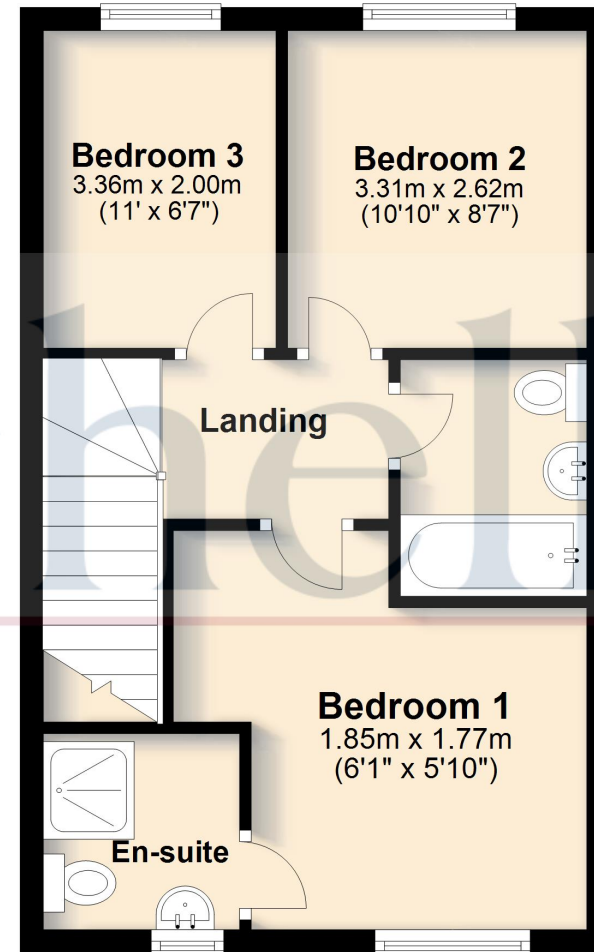 Bedroom 3
3.36m x 2.00m
(11' x 6'7")
Bedroom 2
3.31m x 2.62m
(10'10" x 8'7")
Landing
hell
Bedroom 1
1.85m x 1.77m
(6'1" x 5'10")
En-suite